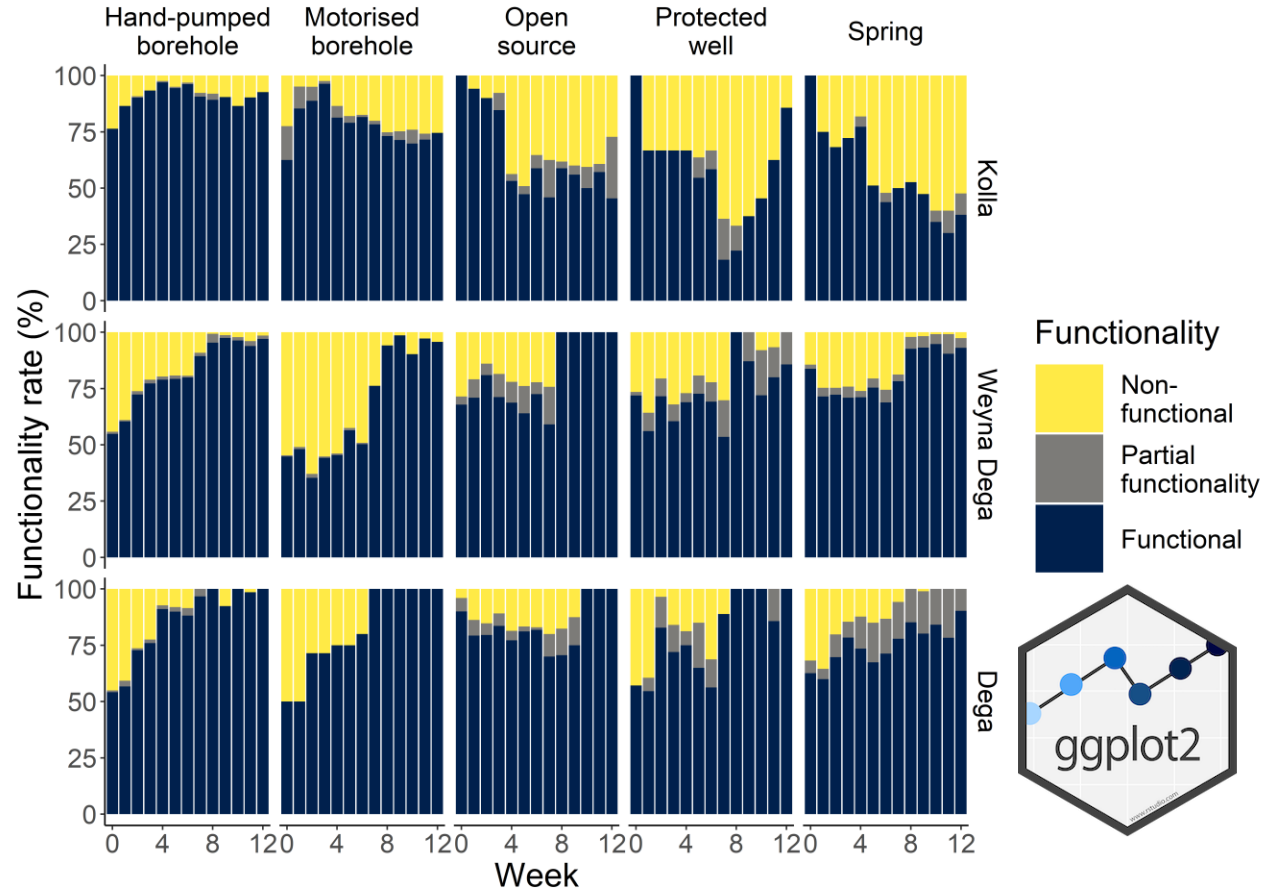 Hand-pumped
borehole
Motorised
borehole
Open
source
Protected
well
Spring
Functionality rate (%)
100
75
50
25
0
Kolla
100
75
50
25
0
Weyna Dega
100
75
50
25
0
Dega
0 4 8 12
0 4 8 12
0 4 8 12
0 4 8 12
0 4 8 12
Week
Functionality
Non-
functional
Partial
functionality
Functional
ggplot2
www.rstudio.com